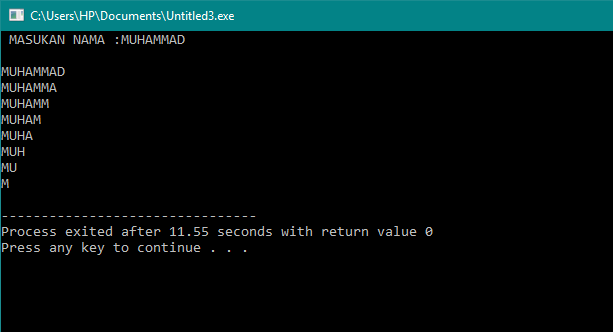 C:\Users\HP\Documents\Untitled3.exe
MASUKAN NAMA :MUHAMMAD
MUHAMMAD
MUHAMMA
MUHAMM
MUHAM
MUHA
MUH
MU
M
--------------------------------
Process exited after 11.55 seconds with return value 0
Press any key to continue . . .